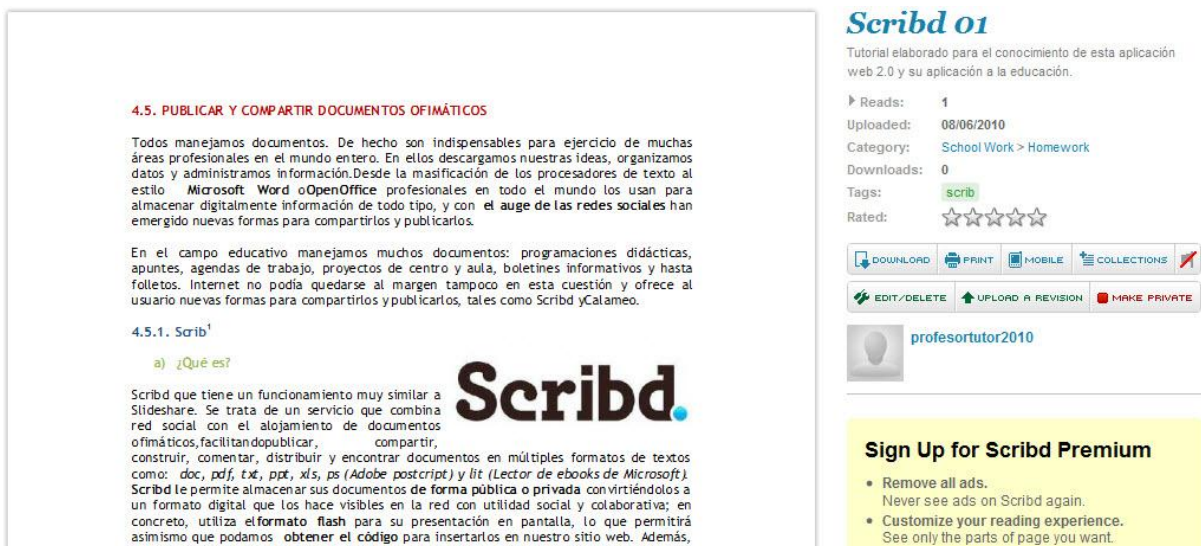 4.5. PUBLICAR Y COMPARTIR DOCUMENTOS OFIMÁTICOS
Todos manejamos documentos. De hecho son indispensables para ejercicio de muchas
áreas profesionales en el mundo entero. En ellos descargamos nuestras ideas, organizamos
datos y administramos información.Desde la masificación de los procesadores de texto al
estilo Microsoft Word oOpenOffice profesionales en todo el mundo los usan para
almacenar digitalmente información de todo tipo, y con el auge de las redes sociales han
emergido nuevas formas para compartirlos y publicarlos.
En el campo educativo manejamos muchos documentos: programaciones didácticas,
apuntes, agendas de trabajo, proyectos de centro y aula, boletines informativos y hasta
folletos. Internet no podía quedarse al margen tampoco en esta cuestión y ofrece al
usuario nuevas formas para compartirlos y publicarlos, tales como Scribd yCalameo.
4.5.1. Scrib¹
a) ¿Qué es?
Scribd que tiene un funcionamiento muy similar a
Slideshare. Se trata de un servicio que combina
red social con el alojamiento de documentos
ofimáticos,facilitandopublicar, compartir,
construir, comentar, distribuir y encontrar documentos en múltiples formatos de textos
como: doc, pdf, txt, ppt, xls, ps (Adobe postcript) y lit (Lector de ebooks de Microsoft).
Scribd le permite almacenar sus documentos de forma pública o privada convirtiéndolos a
un formato digital que los hace visibles en la red con utilidad social y colaborativa; en
concreto, utiliza elformato flash para su presentación en pantalla, lo que permitirá
asimismo que podamos obtener el código para insertarlos en nuestro sitio web. Además,
Scribd.
Scribd 01
Tutorial elaborado para el conocimiento de esta aplicación
web 2.0 y su aplicación a la educación.
Reads: 1
Uploaded: 08/06/2010
Category: School Work > Homework
Downloads: 0
Tags: scrib
Rated:
DOWNLOAD PRINT MOBILE COLLECTIONS
EDIT/DELETE UPLOAD A REVISION MAKE PRIVATE
profesortutor2010
Sign Up for Scribd Premium
• Remove all ads.
Never see ads on Scribd again.
• Customize your reading experience.
See only the parts of page you want.